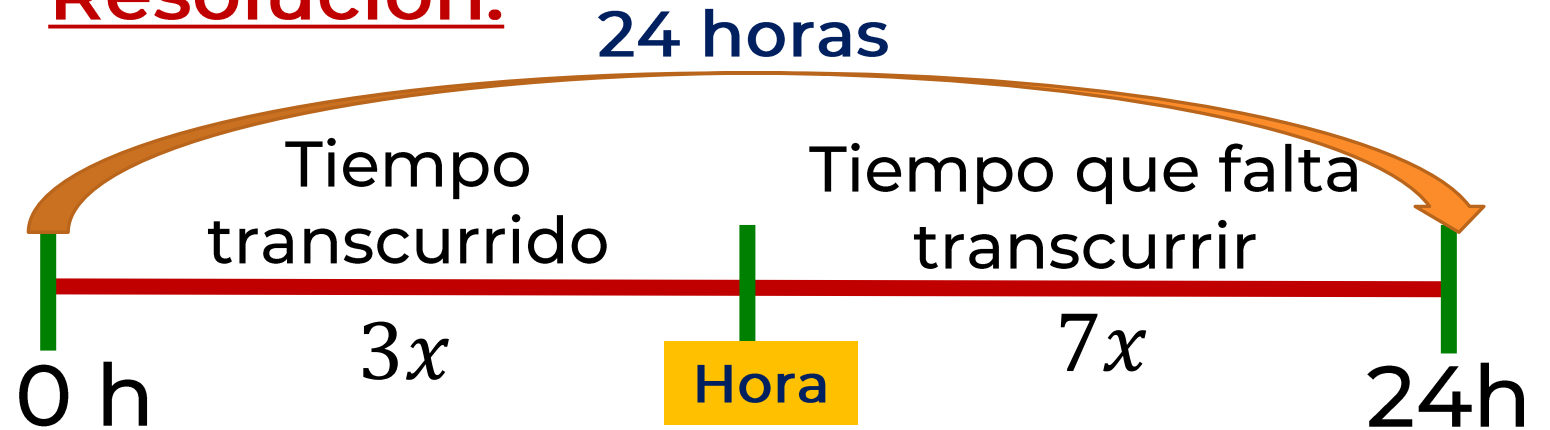 Resolución:
24 horas
Tiempo
transcurrido
Tiempo que falta
transcurrir
3x
7x
Hora
0 h
24h